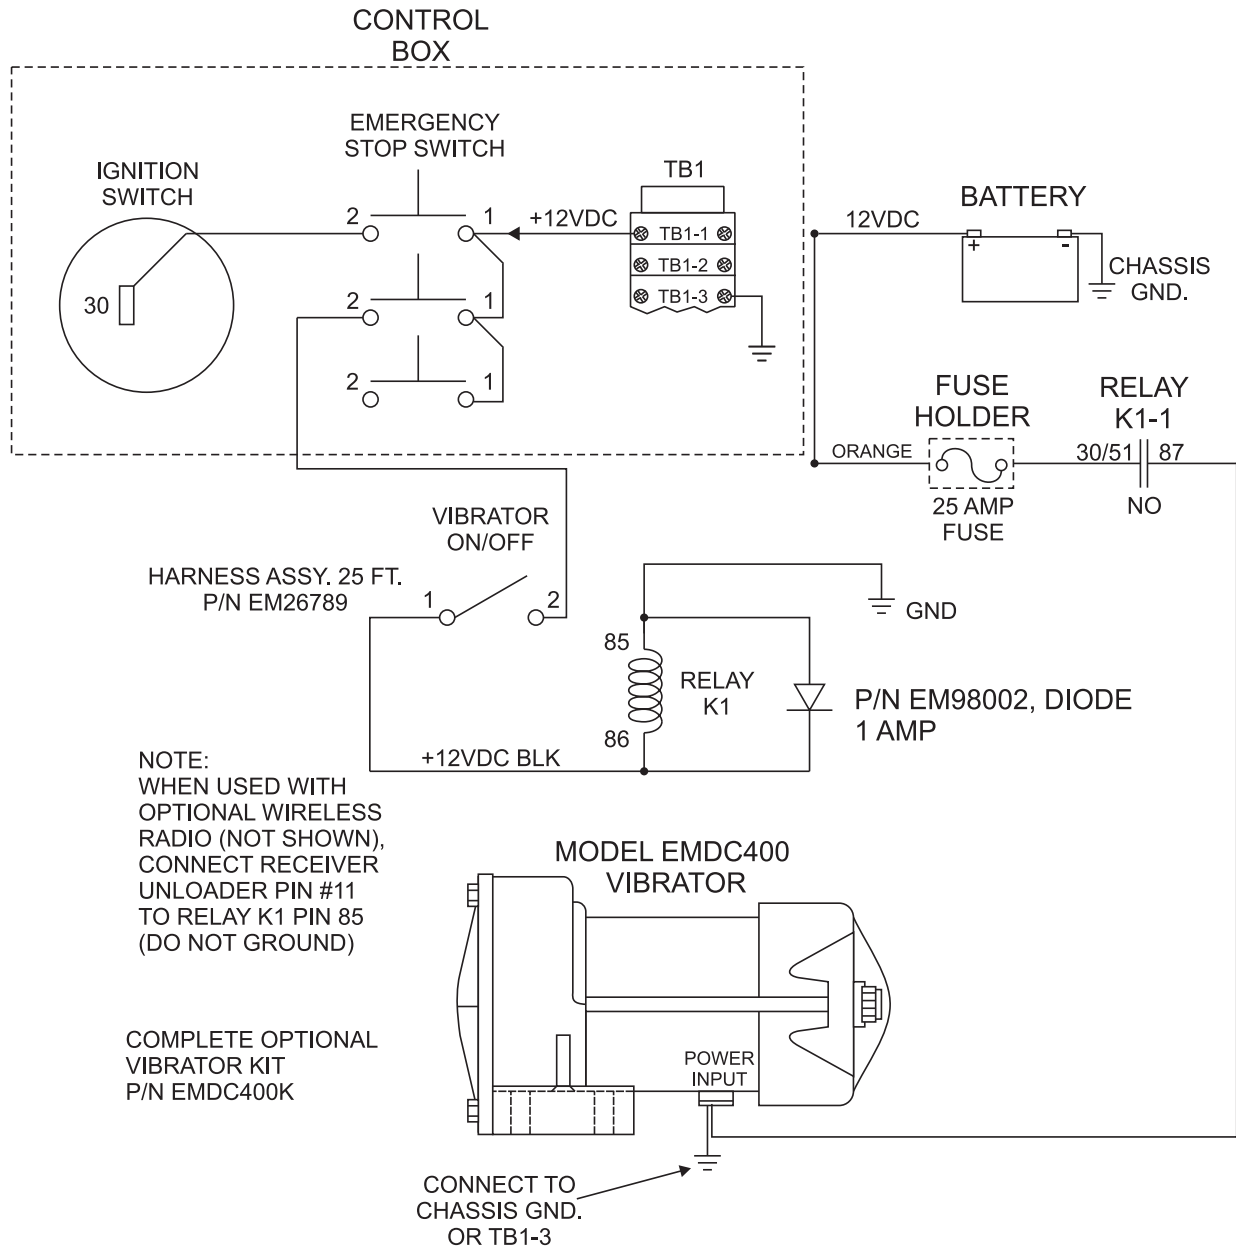 CONTROL
BOX
EMERGENCY
STOP SWITCH
IGNITION
SWITCH
TB1
BATTERY
2
1
+12VDC
TB1-1
12VDC
TB1-2
+
-
CHASSIS
GND.
30
2
1
TB1-3
2
1
FUSE
HOLDER
RELAY
K1-1
ORANGE
30/51
87
25 AMP
FUSE
NO
VIBRATOR
ON/OFF
HARNESS ASSY. 25 FT.
P/N EM26789
1
2
GND
85
RELAY
K1
86
P/N EM98002, DIODE
1 AMP
+12VDC BLK
NOTE:
WHEN USED WITH
OPTIONAL WIRELESS
RADIO (NOT SHOWN),
CONNECT RECEIVER
UNLOADER PIN #11
TO RELAY K1 PIN 85
(DO NOT GROUND)
MODEL EMDC400
VIBRATOR
COMPLETE OPTIONAL
VIBRATOR KIT
P/N EMDC400K
POWER
INPUT
CONNECT TO
CHASSIS GND.
OR TB1-3